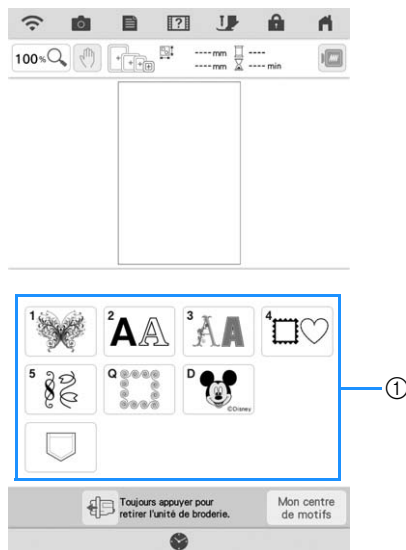 100%
----mm ----
----mm ----min
1 2 AA 3 AA 4
5 Q D
©Disney
①
Toujours appuyer pour
retirer l'unité de broderie.
Mon centre
de motifs